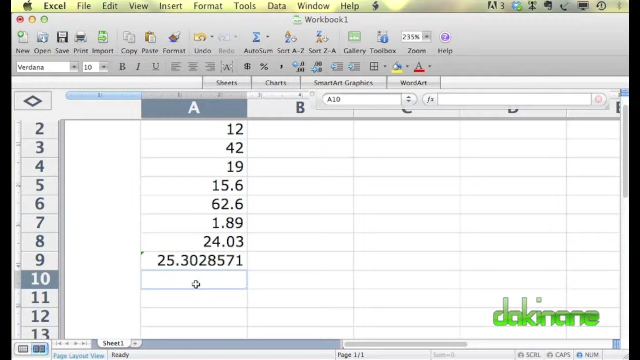 Excel File Edit View Insert Format Tools Data Window Help
Workbook1
New Open Save Print Import Copy Paste Format Undo Redo AutoSum Sort A-Z Sort Z-A Gallery Toolbox 235% Zoom Help
Verdana 10 B I U
Sheets Charts SmartArt Graphics WordArt
A10 fx
A B C D E
2 12
3 42
4 19
5 15.6
6 62.6
7 1.89
8 24.03
9 25.3028571
10
11
12
13
dakinane
Sheet1
Page Layout View Ready Page 1/1 Sum=0 SCRL CAPS NUM